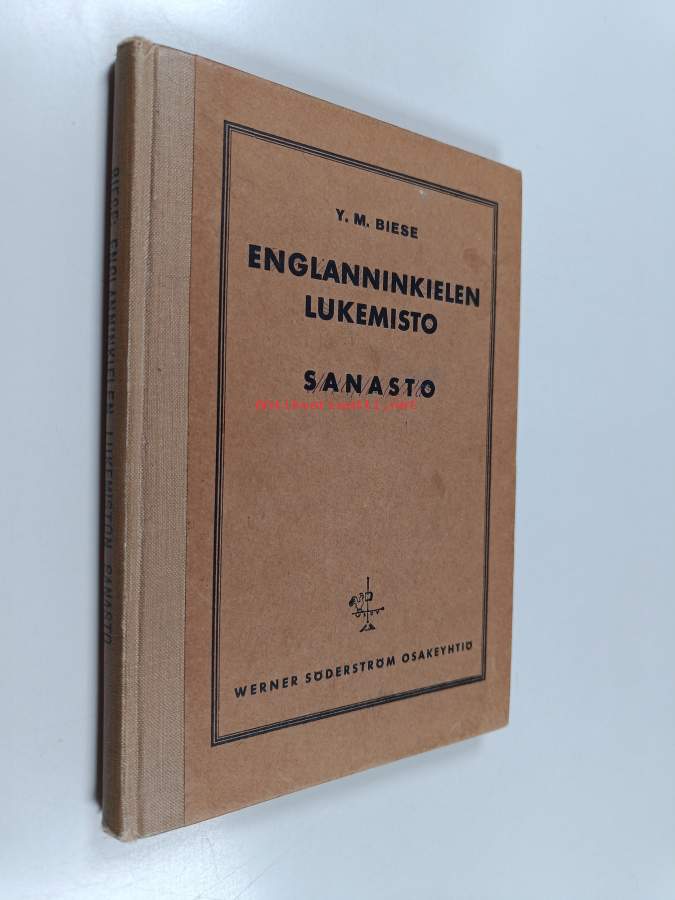 Y. M. BIESE
ENGLANNINKIELEN
LUKEMISTO
SANASTO
WERNER SÖDERSTRÖM OSAKEYHTIÖ
BIESE: ENGLANNINKIELEN LUKEMISTON SANASTO